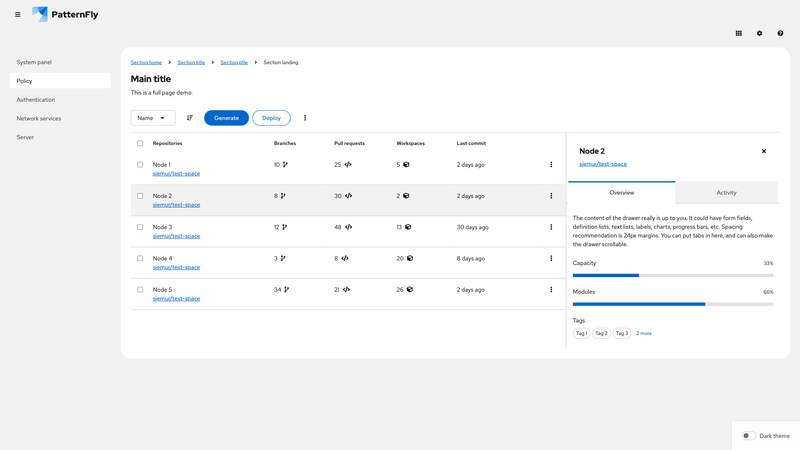 PatternFly
System panel
Policy
Authentication
Network services
Server
Section home Section title Section title Section landing
Main title
This is a full page demo.
Name Generate Deploy
Repositories Branches Pull requests Workspaces Last commit
Node 1 10 25 5 2 days ago
siemur/test-space
Node 2 8 30 2 2 days ago
siemur/test-space
Node 3 12 48 13 30 days ago
siemur/test-space
Node 4 3 8 20 8 days ago
siemur/test-space
Node 5 34 21 26 2 days ago
siemur/test-space
Node 2
siemur/test-space
Overview Activity
The content of the drawer really is up to you. It could have form fields,
definition lists, text lists, labels, charts, progress bars, etc. Spacing
recommendation is 24px margins. You can put tabs in here, and can also make
the drawer scrollable.
Capacity 33%
Modules 66%
Tags
Tag 1 Tag 2 Tag 3 2 more
Dark theme